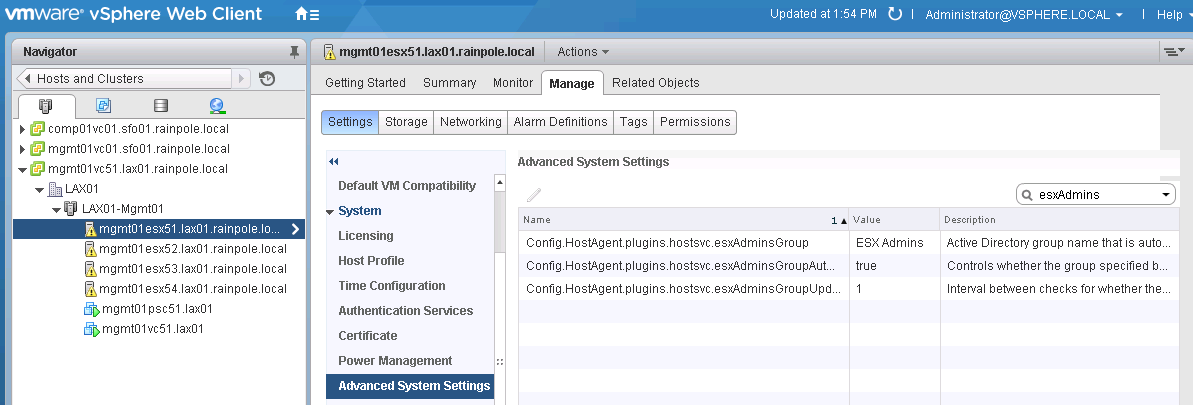 vmware® vSphere Web Client
Updated at 1:54 PM | Administrator@VSPHERE.LOCAL | Help
Navigator
Hosts and Clusters
comp01vc01.sfo01.rainpole.local
mgmt01vc01.sfo01.rainpole.local
mgmt01vc51.lax01.rainpole.local
LAX01
LAX01-Mgmt01
mgmt01esx51.lax01.rainpole.lo...
mgmt01esx52.lax01.rainpole.local
mgmt01esx53.lax01.rainpole.local
mgmt01esx54.lax01.rainpole.local
mgmt01psc51.lax01
mgmt01vc51.lax01
mgmt01esx51.lax01.rainpole.local Actions
Getting Started Summary Monitor Manage Related Objects
Settings Storage Networking Alarm Definitions Tags Permissions
Default VM Compatibility
System
Licensing
Host Profile
Time Configuration
Authentication Services
Certificate
Power Management
Advanced System Settings
Advanced System Settings
esxAdmins
Name 1 Value Description
Config.HostAgent.plugins.hostsvc.esxAdminsGroup ESX Admins Active Directory group name that is auto...
Config.HostAgent.plugins.hostsvc.esxAdminsGroupAut... true Controls whether the group specified b...
Config.HostAgent.plugins.hostsvc.esxAdminsGroupUpd... 1 Interval between checks for whether the...